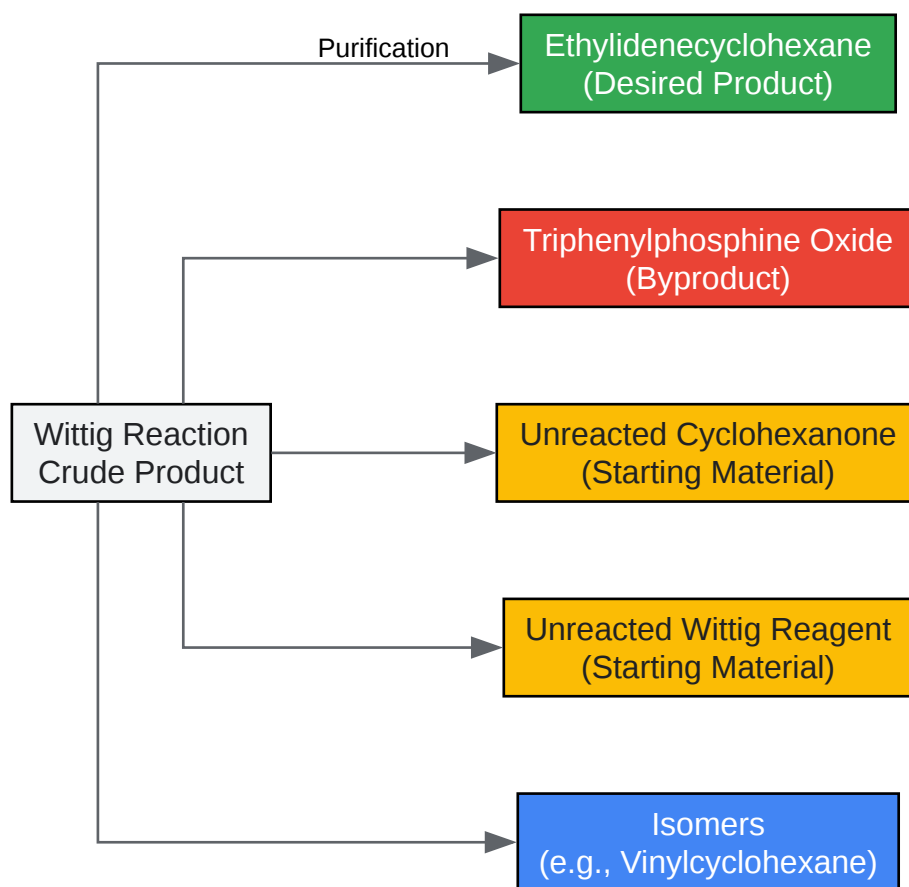 Purification
Ethylidenecyclohexane
(Desired Product)
Triphenylphosphine Oxide
(Byproduct)
Wittig Reaction
Crude Product
Unreacted Cyclohexanone
(Starting Material)
Unreacted Wittig Reagent
(Starting Material)
Isomers
(e.g., Vinylcyclohexane)